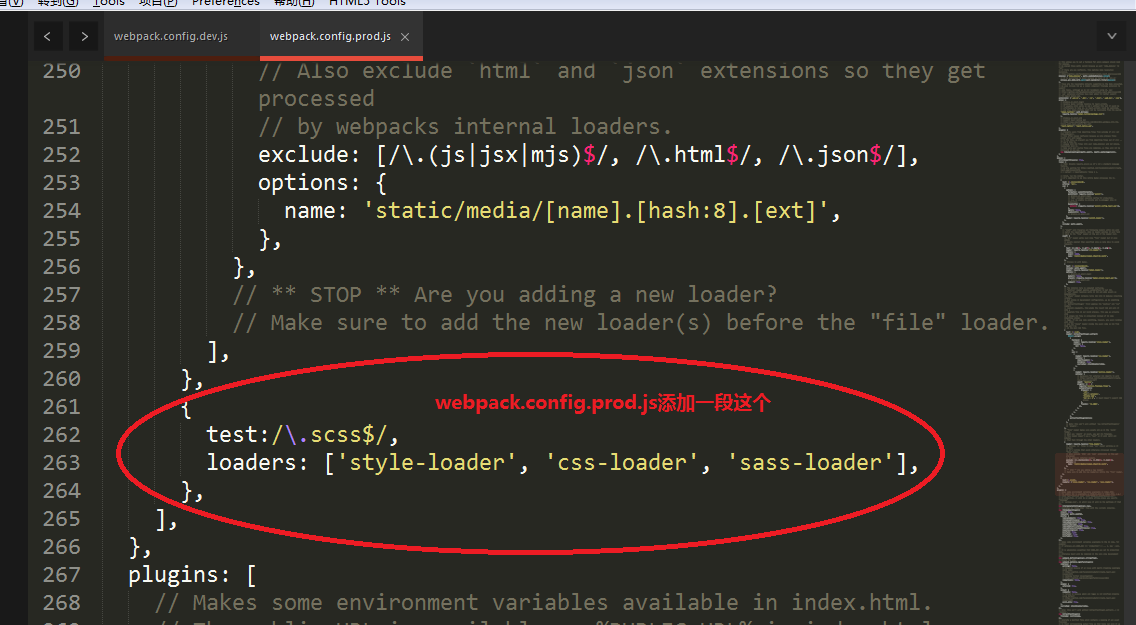 目(V) 转到(G) Tools 项目(P) Preferences 帮助(H) HTML5 Tools
webpack.config.dev.js webpack.config.prod.js
250 // Also exclude `html` and `json` extensions so they get
processed
251 // by webpacks internal loaders.
252 exclude: [/\.(js|jsx|mjs)$/, /\.html$/, /\.json$/],
253 options: {
254 name: 'static/media/[name].[hash:8].[ext]',
255 },
256 },
257 // ** STOP ** Are you adding a new loader?
258 // Make sure to add the new loader(s) before the "file" loader.
259 ],
260 },
webpack.config.prod.js添加一段这个
261 {
262 test:/\.scss$/,
263 loaders: ['style-loader', 'css-loader', 'sass-loader'],
264 },
265 ],
266 },
267 plugins: [
268 // Makes some environment variables available in index.html.